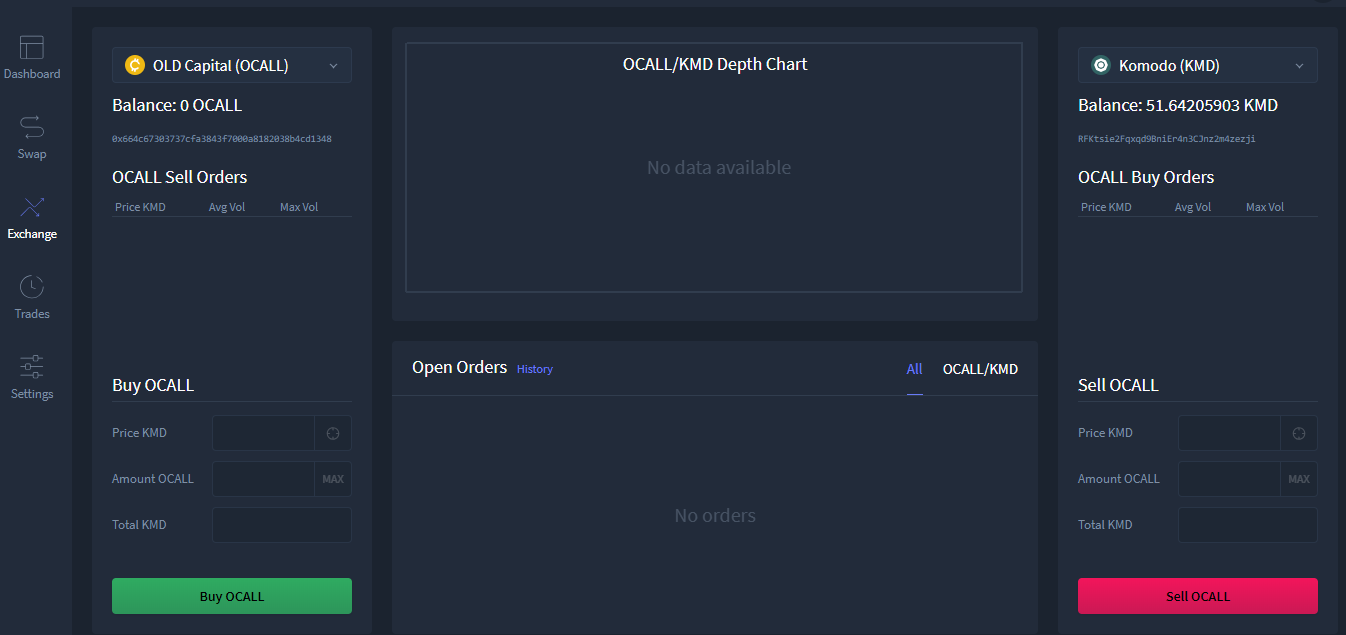 Dashboard
Swap
Exchange
Trades
Settings
OLD Capital (OCALL)
Balance: 0 OCALL
0x664c67303737cfa3843f7000a8182038b4cd1348
OCALL Sell Orders
Price KMD Avg Vol Max Vol
Buy OCALL
Price KMD
Amount OCALL MAX
Total KMD
Buy OCALL
OCALL/KMD Depth Chart
No data available
Open Orders History All OCALL/KMD
No orders
Komodo (KMD)
Balance: 51.64205903 KMD
RFKtsie2Fqxqd9BniEr4n3CJnz2m4zezji
OCALL Buy Orders
Price KMD Avg Vol Max Vol
Sell OCALL
Price KMD
Amount OCALL MAX
Total KMD
Sell OCALL